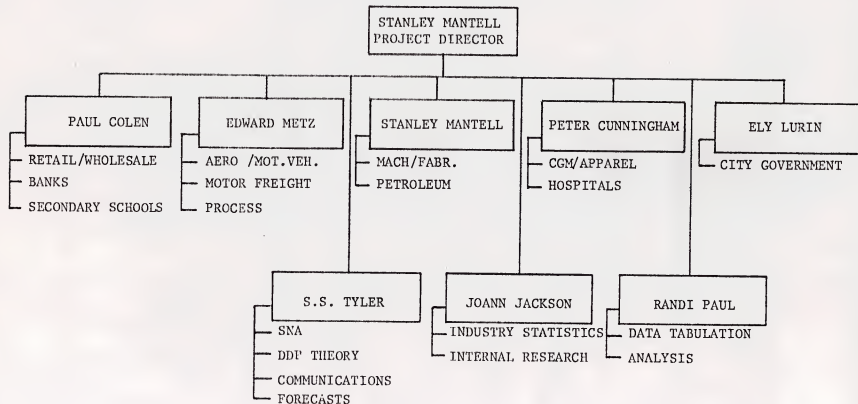 STANLEY MANTELL
PROJECT DIRECTOR
PAUL COLEN
RETAIL/WHOLESALE
BANKS
SECONDARY SCHOOLS
EDWARD METZ
AERO /MOT.VEH.
MOTOR FREIGHT
PROCESS
STANLEY MANTELL
MACH/FABR.
PETROLEUM
PETER CUNNINGHAM
CGM/APPAREL
HOSPITALS
ELY LURIN
CITY GOVERNMENT
S.S. TYLER
SNA
DDP THEORY
COMMUNICATIONS
FORECASTS
JOANN JACKSON
INDUSTRY STATISTICS
INTERNAL RESEARCH
RANDI PAUL
DATA TABULATION
ANALYSIS